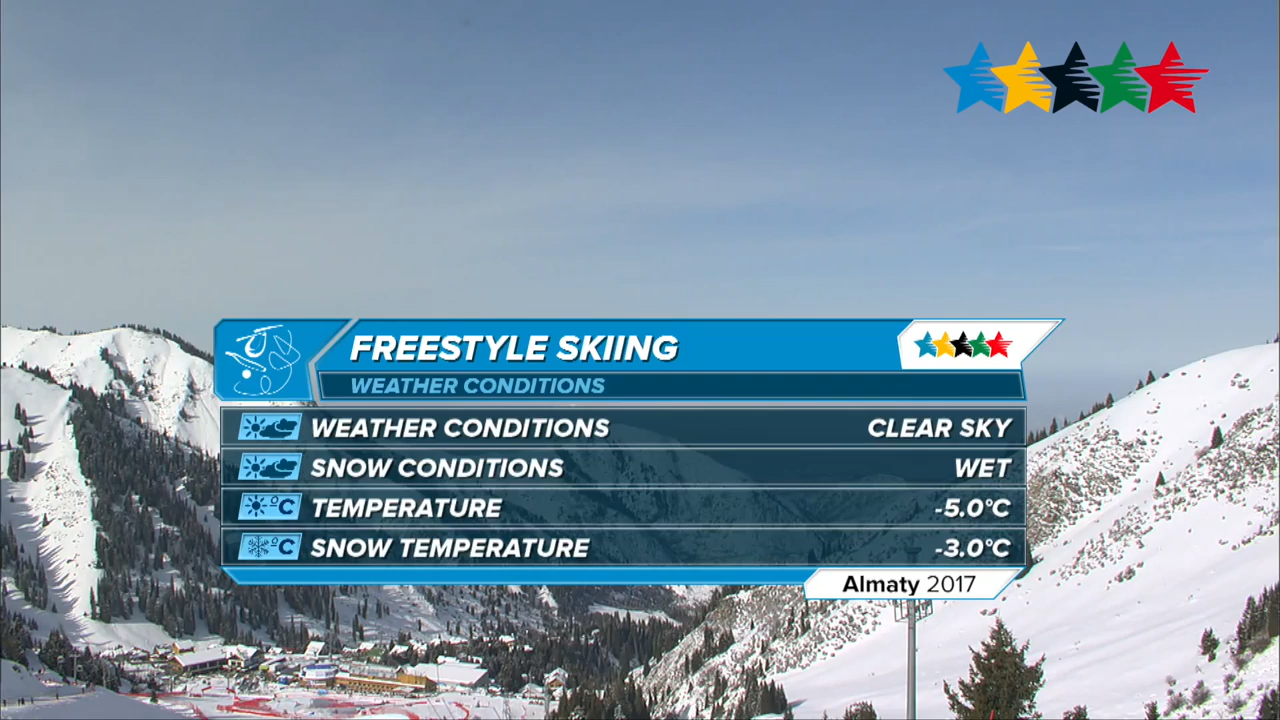 FREESTYLE SKIING
WEATHER CONDITIONS
WEATHER CONDITIONS CLEAR SKY
SNOW CONDITIONS WET
°C TEMPERATURE -5.0°C
°C SNOW TEMPERATURE -3.0°C
Almaty 2017